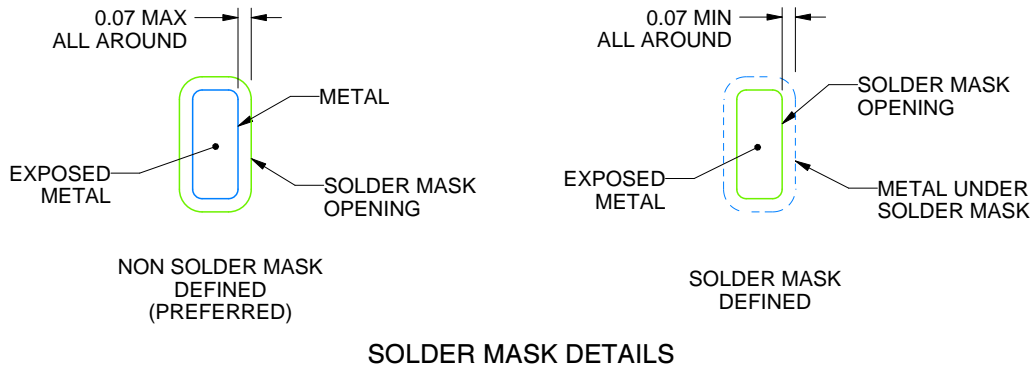 0.07 MAX
ALL AROUND
METAL
EXPOSED
METAL
SOLDER MASK
OPENING
NON SOLDER MASK
DEFINED
(PREFERRED)
0.07 MIN
ALL AROUND
SOLDER MASK
OPENING
EXPOSED
METAL
METAL UNDER
SOLDER MASK
SOLDER MASK
DEFINED
SOLDER MASK DETAILS